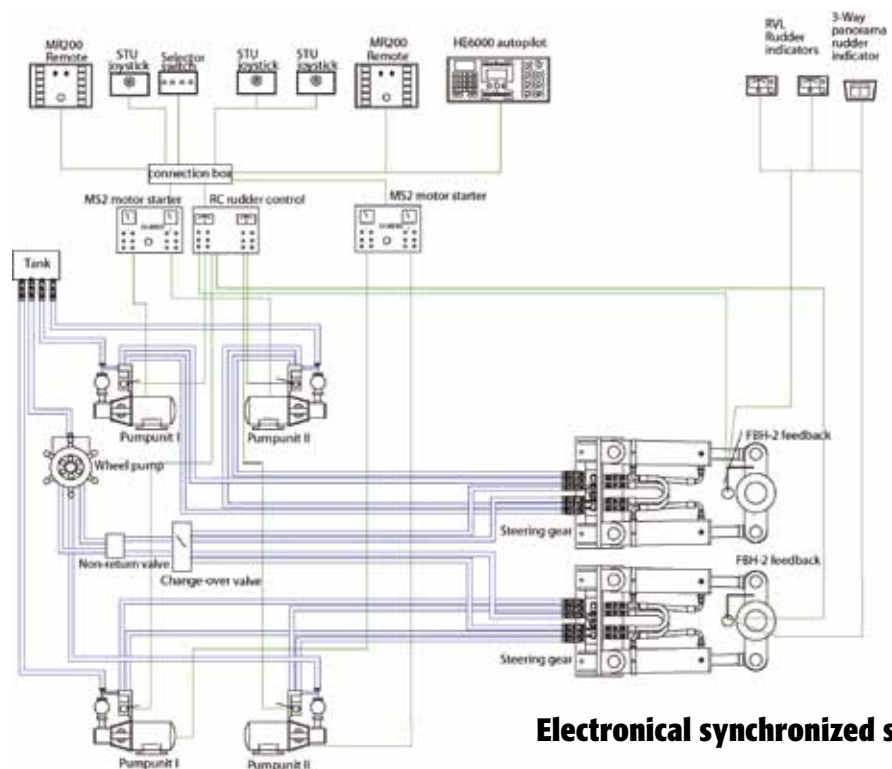 MR200
Remote
STU
joystick
Selector
switch
STU
joystick
STU
joystick
MR200
Remote
HE6000 autopilot
RVL
Rudder
indicators
3-Way
panorama
rudder
indicator
connection box
MS2 motor starter
RC rudder control
MS2 motor starter
Tank
Pumpunit I
Pumpunit II
Wheel pump
FBH-2 feedback
Steering gear
Non-return valve
Change-over valve
FBH-2 feedback
Steering gear
Electronical synchronized s
Pumpunit I
Pumpunit II